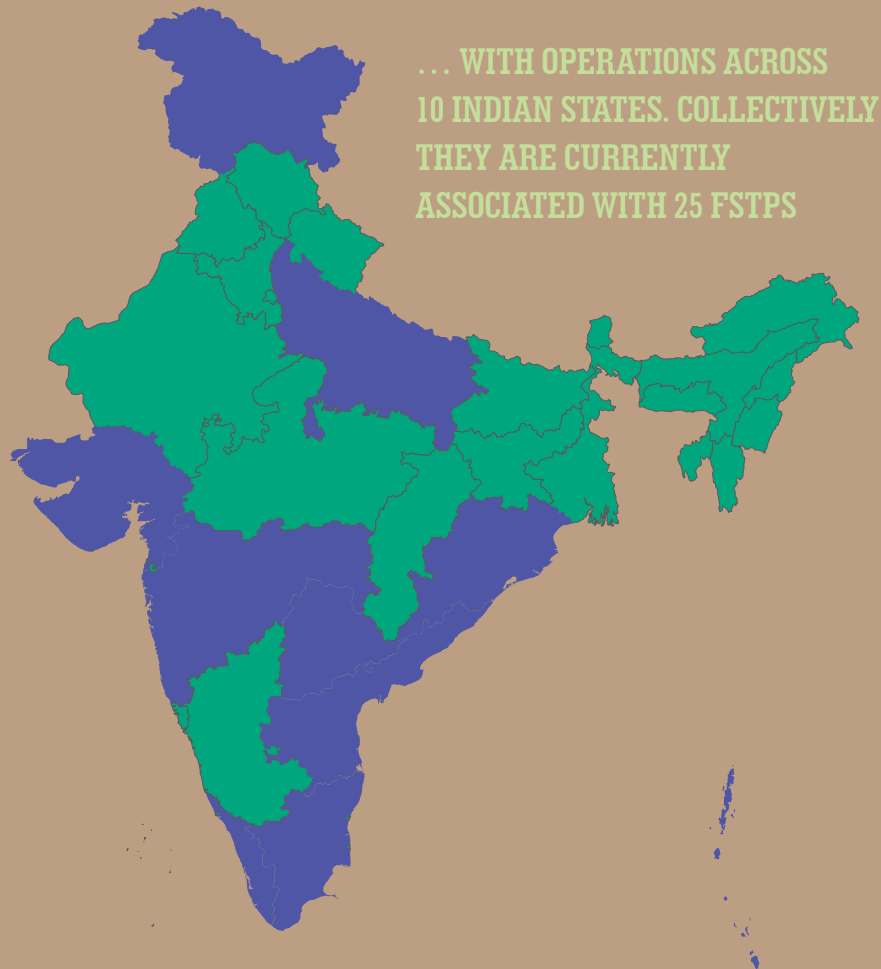 ... WITH OPERATIONS ACROSS
10 INDIAN STATES. COLLECTIVELY
THEY ARE CURRENTLY
ASSOCIATED WITH 25 FSTPS